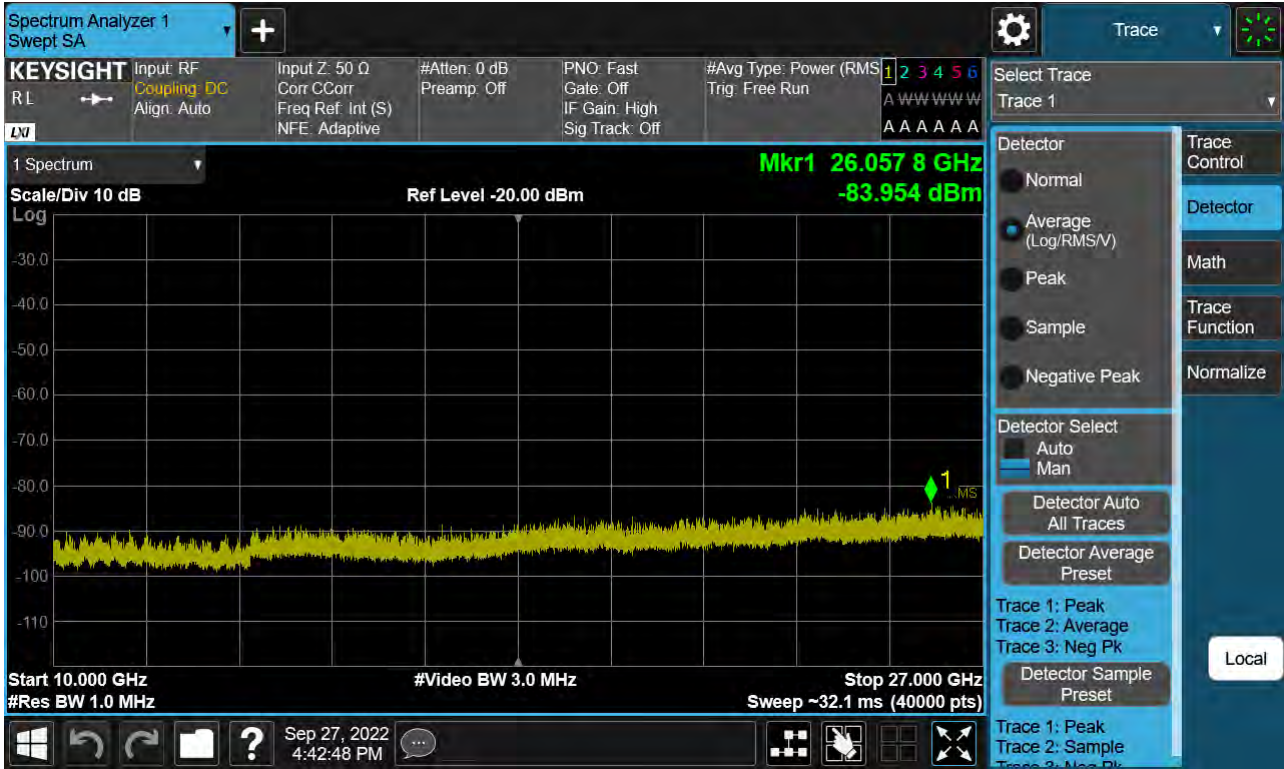 Spectrum Analyzer 1
Swept SA
Trace
KEYSIGHT
RL
LXI
Input: RF
Coupling: DC
Align: Auto
Input Z: 50 Ω
Corr CCorr
Freq Ref: Int (S)
NFE: Adaptive
#Atten: 0 dB
Preamp: Off
PNO: Fast
Gate: Off
IF Gain: High
Sig Track: Off
#Avg Type: Power (RMS
Trig: Free Run
1 2 3 4 5 6
A W W W W W
A A A A A A
Select Trace
Trace 1
1 Spectrum
Mkr1 26.057 8 GHz
Scale/Div 10 dB
Ref Level -20.00 dBm
-83.954 dBm
Log
-30.0
-40.0
-50.0
-60.0
-70.0
-80.0
-90.0
-100
-110
1
MS
Start 10.000 GHz
#Video BW 3.0 MHz
Stop 27.000 GHz
#Res BW 1.0 MHz
Sweep ~32.1 ms (40000 pts)
Detector
Normal
Average
(Log/RMS/V)
Peak
Sample
Negative Peak
Detector Select
Auto
Man
Detector Auto
All Traces
Detector Average
Preset
Trace 1: Peak
Trace 2: Average
Trace 3: Neg Pk
Detector Sample
Preset
Trace 1: Peak
Trace 2: Sample
Trace 3: Neg Pk
Trace
Control
Detector
Math
Trace
Function
Normalize
Local
?
Sep 27, 2022
4:42:48 PM